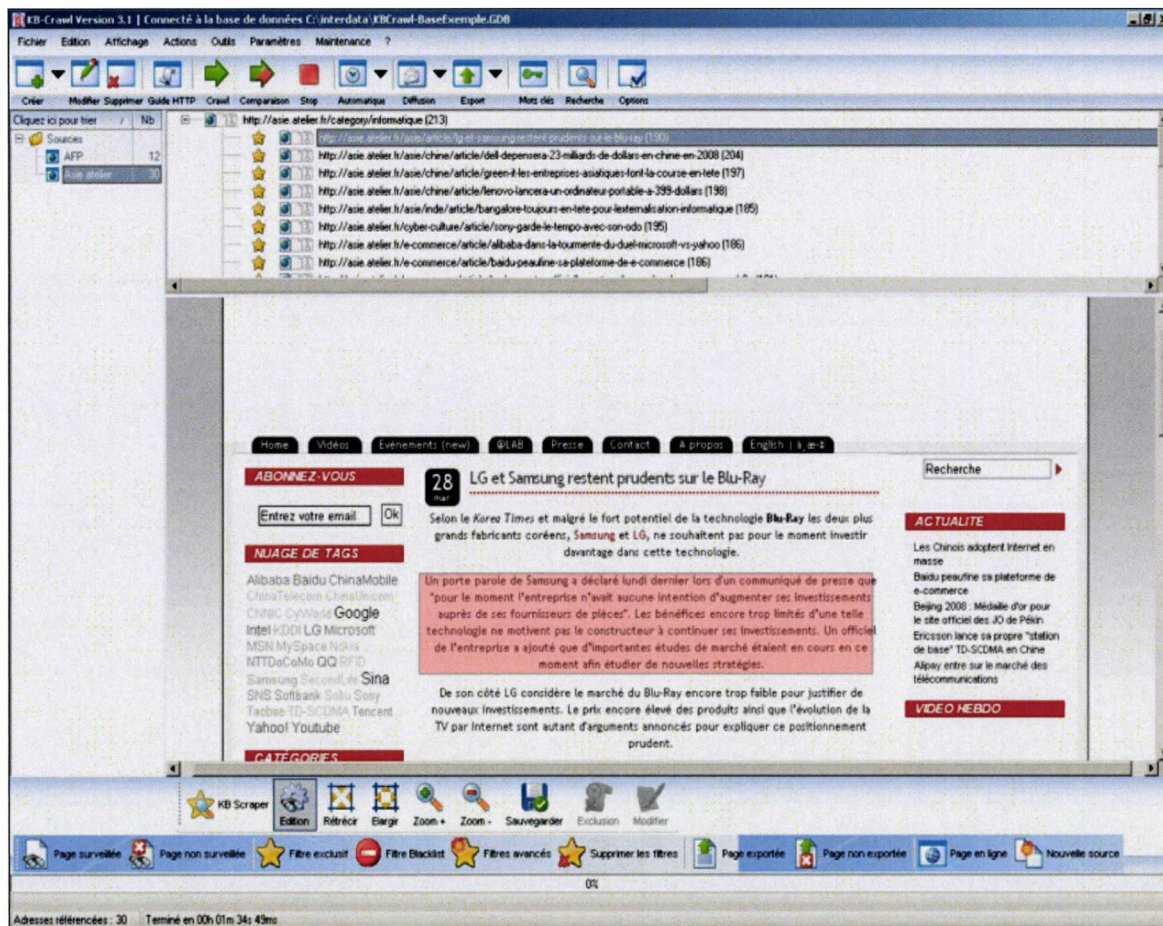 KB-Crawl Version 3.1 | Connecté à la base de données C:\interdata\KBCrawl-BaseExemple.GDB
Fichier Edition Affichage Actions Outils Paramètres Maintenance ?
Créer Modifier Supprimer Guide HTTP Crawl Comparaison Stop Automatique Diffusion Export Mots clés Recherche Options
Cliquez ici pour trier / Nb
Sources
AFP 12
Asie atelier 30
http://asie.atelier.fr/category/informatique (213)
http://asie.atelier.fr/asie/article/lg-et-samsung-restent-prudents-sur-le-blu-ray (190)
http://asie.atelier.fr/asie/chine/article/dell-depensera-23-milliards-de-dollars-en-chine-en-2008 (204)
http://asie.atelier.fr/asie/chine/article/green-it-les-entreprises-asiatiques-font-la-course-en-tete (197)
http://asie.atelier.fr/asie/chine/article/lenovo-lancera-un-ordinateur-portable-a-399-dollars (198)
http://asie.atelier.fr/asie/inde/article/bangalore-toujours-en-tete-pour-lexternalisation-informatique (185)
http://asie.atelier.fr/cyber-culture/article/sony-garde-le-tempo-avec-son-odo (195)
http://asie.atelier.fr/e-commerce/article/alibaba-dans-la-tourmente-du-duel-microsoft-vs-yahoo (186)
http://asie.atelier.fr/e-commerce/article/baidu-peaufine-sa-plateforme-de-e-commerce (186)
Home Vidéos Evènements (new) @LAB Presse Contact A propos English |
ABONNEZ-VOUS
Entrez votre email Ok
NUAGE DE TAGS
Alibaba Baidu ChinaMobile
ChinaTelecom ChinaUnicom
CNNIC CyWorld Google
Intel KDDI LG Microsoft
MSN MySpace Nokia
NTTDoCoMo QQ RFID
Samsung SecondLife Sina
SNS Softbank Sohu Sony
Taobao TD-SCDMA Tencent
Yahoo! Youtube
CATÉGORIES
28
mar
LG et Samsung restent prudents sur le Blu-Ray
Selon le Korea Times et malgré le fort potentiel de la technologie Blu-Ray les deux plus
grands fabricants coréens, Samsung et LG, ne souhaitent pas pour le moment investir
davantage dans cette technologie.
Un porte parole de Samsung a déclaré lundi dernier lors d'un communiqué de presse que
"pour le moment l'entreprise n'avait aucune intention d'augmenter ses investissements
auprès de ses fournisseurs de pièces". Les bénéfices encore trop limités d'une telle
technologie ne motivent pas le constructeur à continuer ses investissements. Un officiel
de l'entreprise a ajouté que d'importantes études de marché étaient en cours en ce
moment afin étudier de nouvelles stratégies.
De son côté LG considère le marché du Blu-Ray encore trop faible pour justifier de
nouveaux investissements. Le prix encore élevé des produits ainsi que l'évolution de la
TV par Internet sont autant d'arguments annoncés pour expliquer ce positionnement
prudent.
Recherche
ACTUALITE
Les Chinois adoptent Internet en
masse
Baidu peaufine sa plateforme de
e-commerce
Beijing 2008 : Médaille d'or pour
le site officiel des JO de Pékin
Ericsson lance sa propre "station
de base" TD-SCDMA en Chine
Alipay entre sur le marché des
télécommunications
VIDEO HEBDO
KB Scraper Edition Rétrécir Elargir Zoom + Zoom - Sauvegarder Exclusion Modifier
Page surveillée Page non surveillée Filtre exclusif Filtre Blacklist Filtres avancés Supprimer les filtres Page exportée Page non exportée Page en ligne Nouvelle source
0%
Adresses référencées : 30 Terminé en 00h 01m 34s 49ms